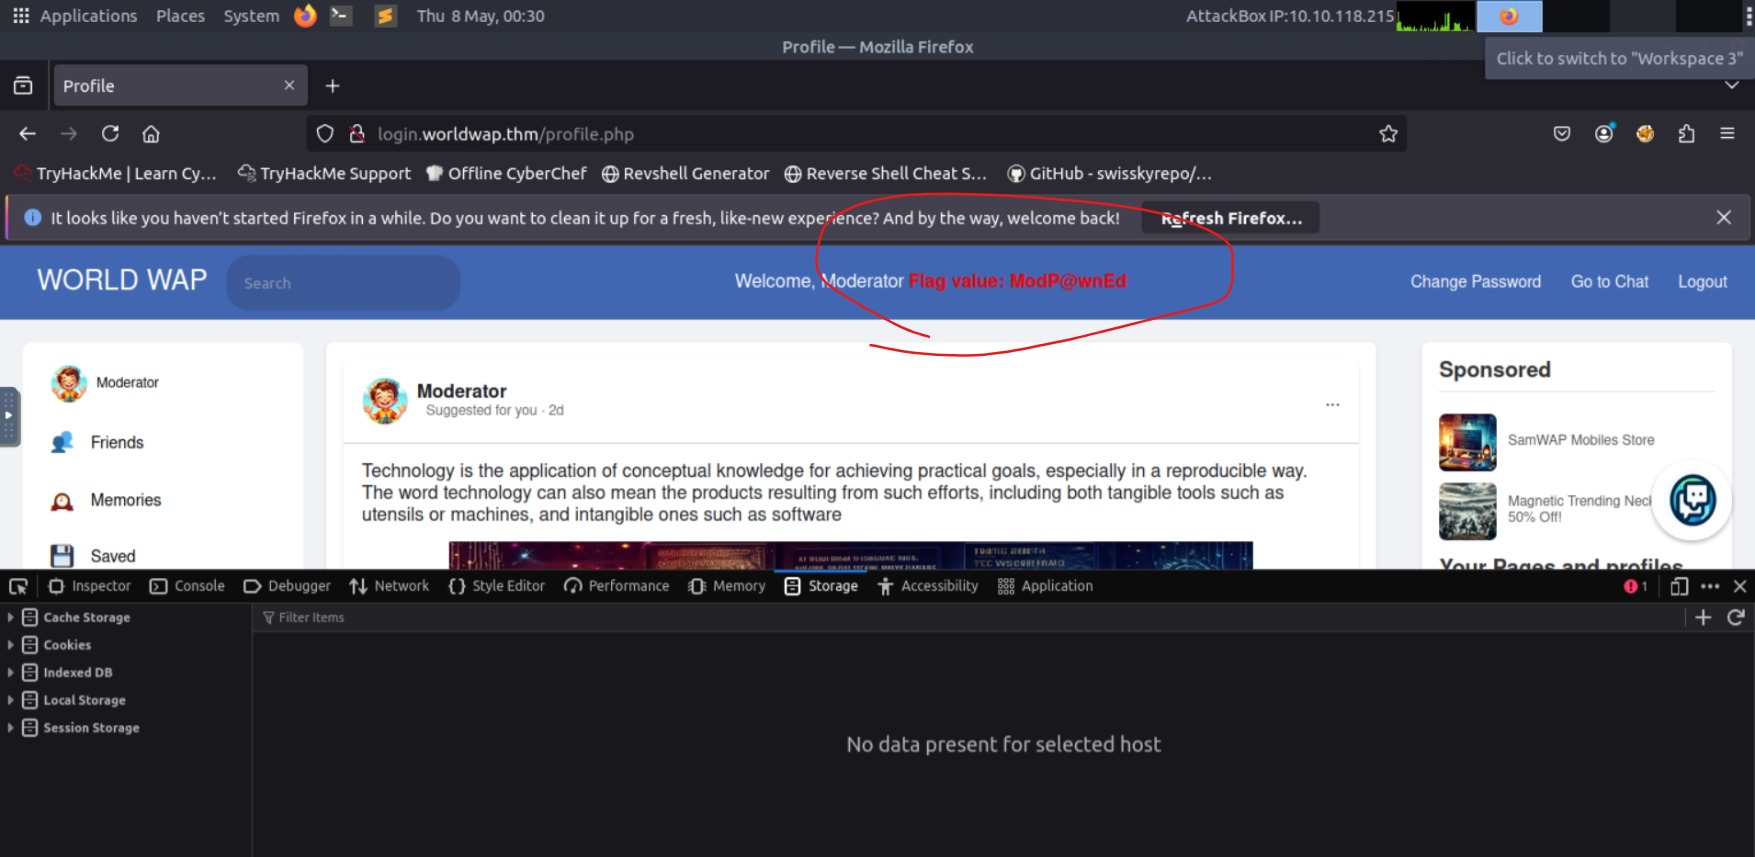 Applications Places System Thu 8 May, 00:30 AttackBox IP:10.10.118.215
Profile — Mozilla Firefox
Click to switch to "Workspace 3"
Profile
login.worldwap.thm/profile.php
TryHackMe | Learn Cy... TryHackMe Support Offline CyberChef Revshell Generator Reverse Shell Cheat S... GitHub - swisskyrepo/...
It looks like you haven't started Firefox in a while. Do you want to clean it up for a fresh, like-new experience? And by the way, welcome back! Refresh Firefox...
WORLD WAP Search Welcome, Moderator Flag value: ModP@wnEd Change Password Go to Chat Logout
Moderator
Friends
Memories
Saved
Moderator
Suggested for you · 2d
...
Technology is the application of conceptual knowledge for achieving practical goals, especially in a reproducible way.
The word technology can also mean the products resulting from such efforts, including both tangible tools such as
utensils or machines, and intangible ones such as software
Sponsored
SamWAP Mobiles Store
Magnetic Trending Neck
50% Off!
Your Pages and profiles
Inspector Console Debugger Network Style Editor Performance Memory Storage Accessibility Application 1
Cache Storage
Cookies
Indexed DB
Local Storage
Session Storage
Filter Items
No data present for selected host